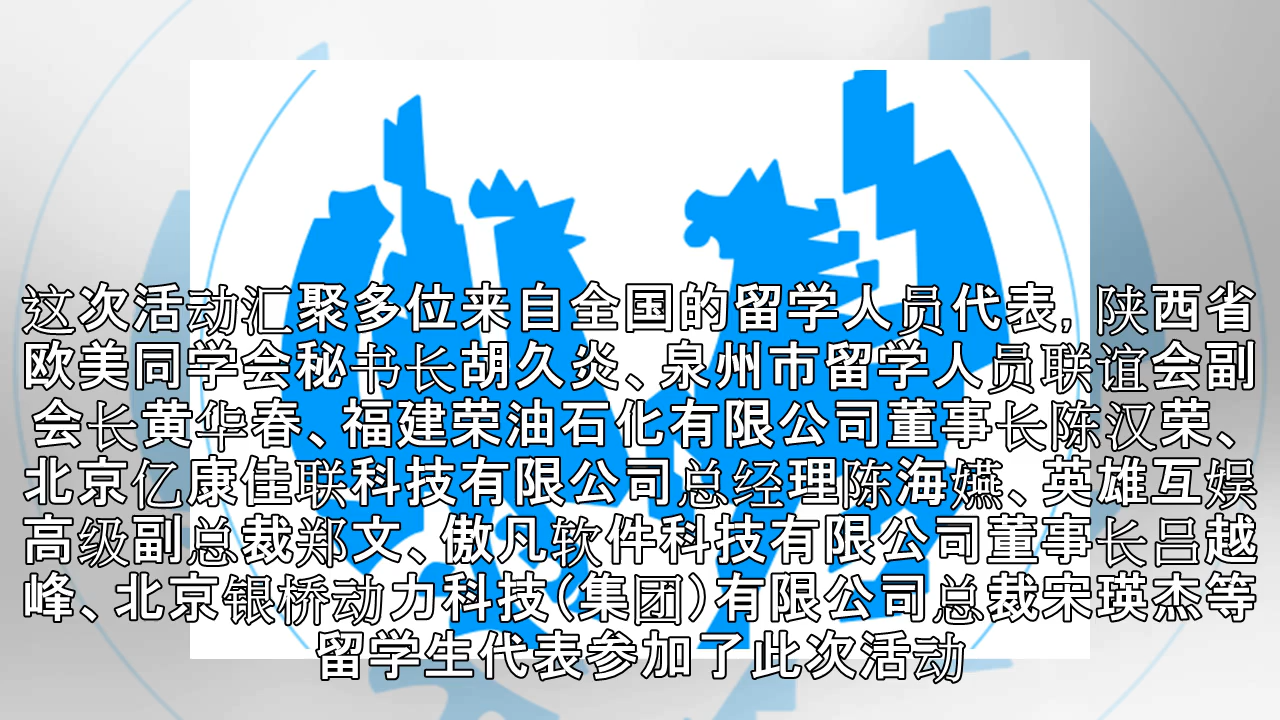 这次活动汇聚多位来自全国的留学人员代表，陕西省
欧美同学会秘书长胡久炎、泉州市留学人员联谊会副
会长黄华春、福建荣油石化有限公司董事长陈汉荣、
北京亿康佳联科技有限公司总经理陈海嬿、英雄互娱
高级副总裁郑文、傲凡软件科技有限公司董事长吕越
峰、北京银桥动力科技(集团)有限公司总裁宋瑛杰等
留学生代表参加了此次活动